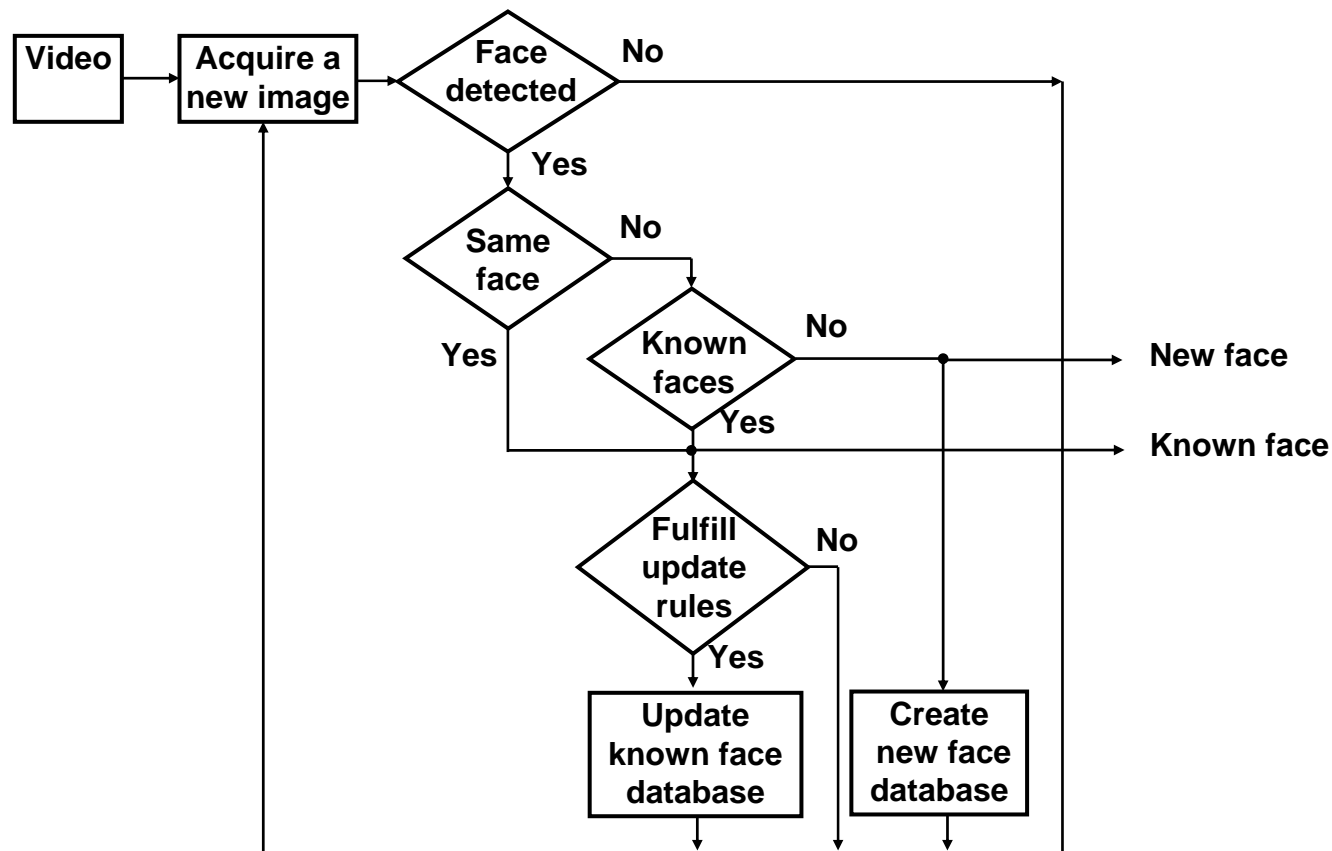 Video
Acquire a
new image
Face
detected
No
Yes
Same
face
No
Yes
Known
faces
No
New face
Yes
Known face
Fulfill
update
rules
No
Yes
Update
known face
database
Create
new face
database